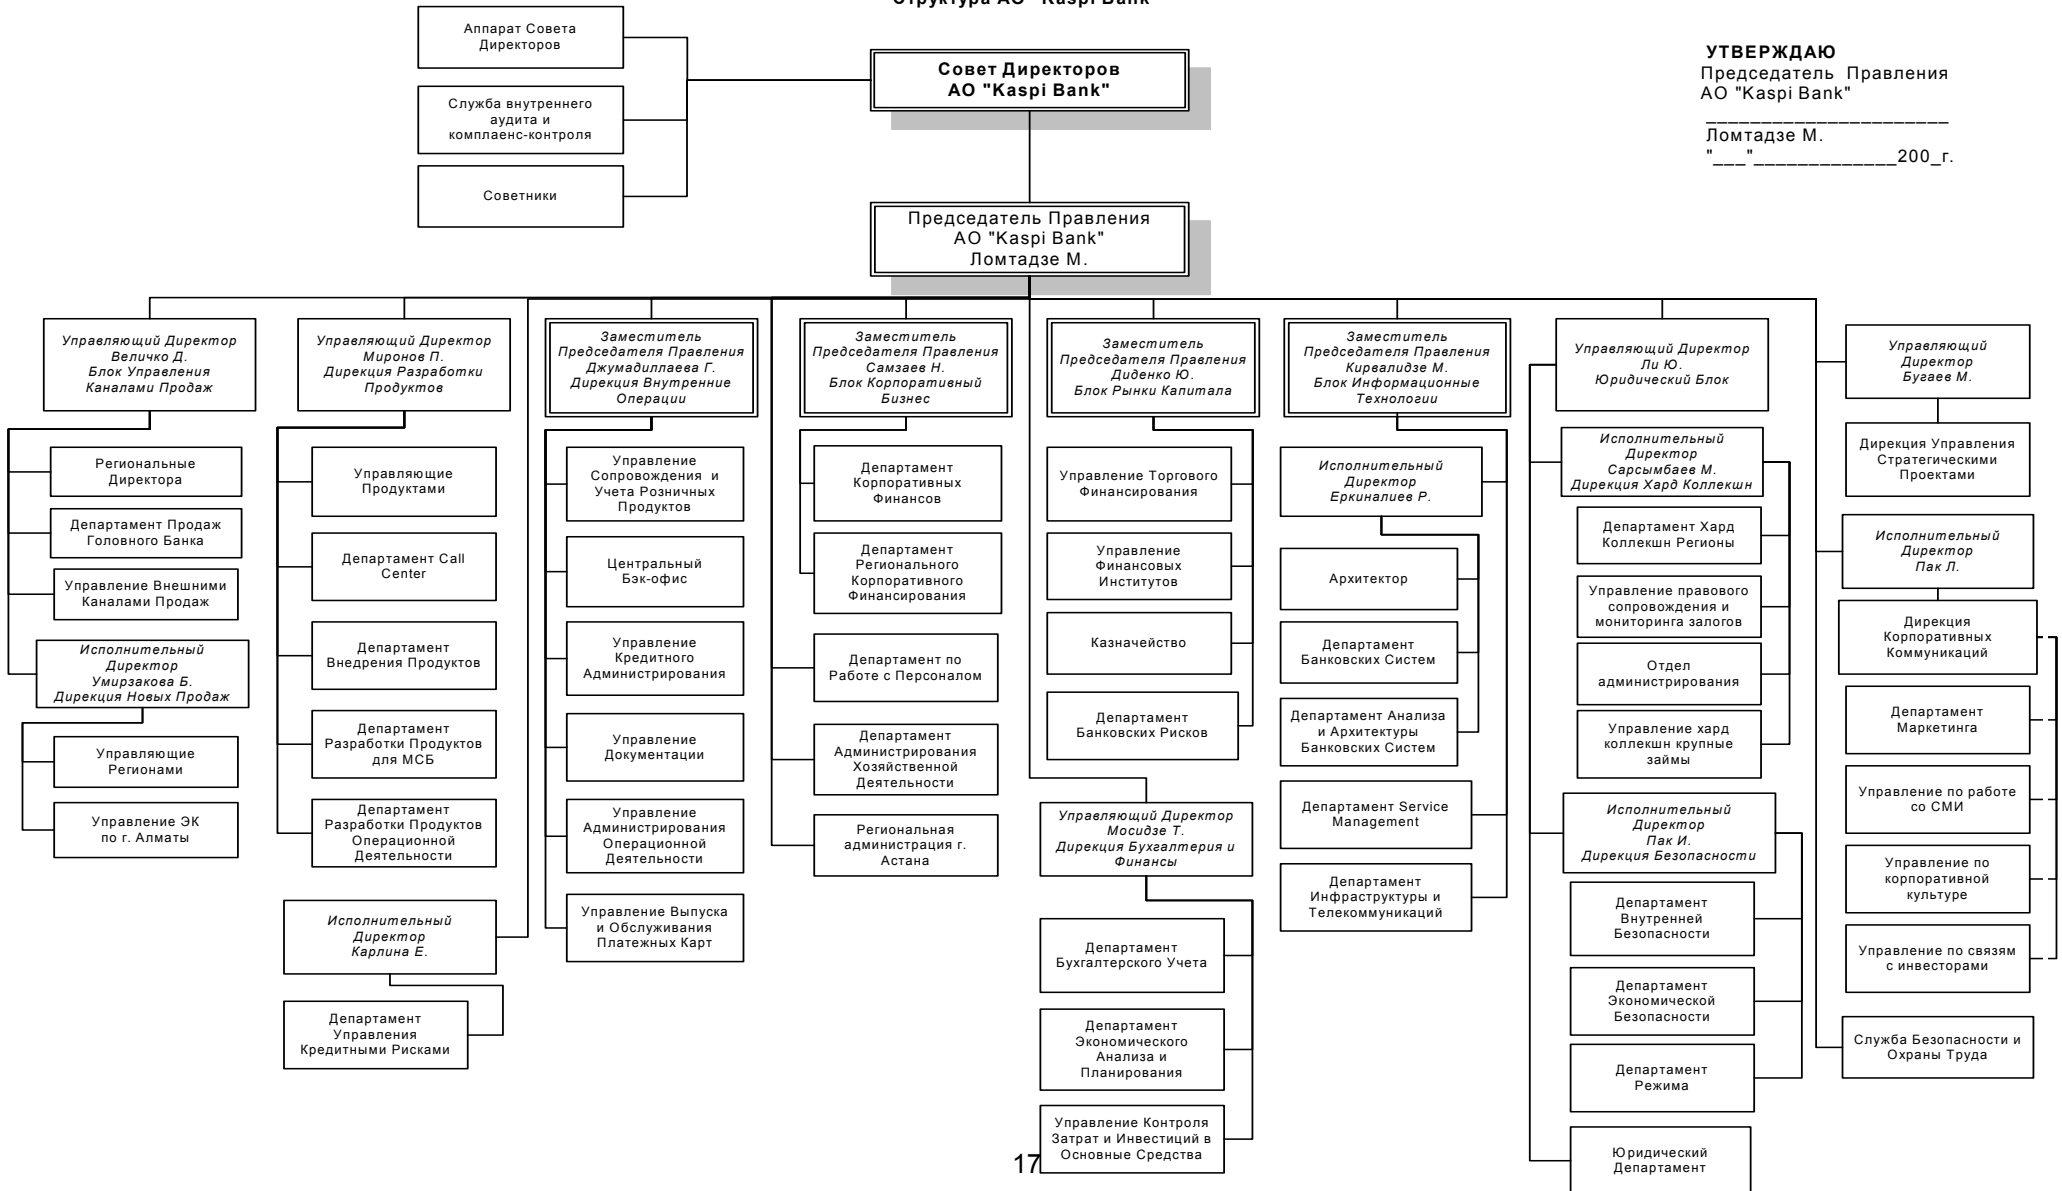 Структура АО "Kaspi Bank"
Аппарат Совета
Директоров
Служба внутреннего
аудита и
комплаенс-контроля
Советники
Совет Директоров
АО "Kaspi Bank"
УТВЕРЖДАЮ
Председатель Правления
АО "Kaspi Bank"
______________________
Ломтадзе М.
"___"_____________200_г.
Председатель Правления
АО "Kaspi Bank"
Ломтадзе М.
Управляющий Директор
Величко Д.
Блок Управления
Каналами Продаж
Региональные
Директора
Департамент Продаж
Головного Банка
Управление Внешними
Каналами Продаж
Исполнительный
Директор
Умирзакова Б.
Дирекция Новых Продаж
Управляющие
Регионами
Управление ЭК
по г. Алматы
Управляющий Директор
Миронов П.
Дирекция Разработки
Продуктов
Управляющие
Продуктами
Департамент Call
Center
Департамент
Внедрения Продуктов
Департамент
Разработки Продуктов
для МСБ
Департамент
Разработки Продуктов
Операционной
Деятельности
Исполнительный
Директор
Карлина Е.
Департамент
Управления
Кредитными Рисками
Заместитель
Председателя Правления
Джумадиллаева Г.
Дирекция Внутренние
Операции
Управление
Сопровождения и
Учета Розничных
Продуктов
Центральный
Бэк-офис
Управление
Кредитного
Администрирования
Управление
Документации
Управление
Администрирования
Операционной
Деятельности
Управление Выпуска
и Обслуживания
Платежных Карт
Заместитель
Председателя Правления
Самзаев Н.
Блок Корпоративный
Бизнес
Департамент
Корпоративных
Финансов
Департамент
Регионального
Корпоративного
Финансирования
Департамент по
Работе с Персоналом
Департамент
Администрирования
Хозяйственной
Деятельности
Региональная
администрация г.
Астана
Заместитель
Председателя Правления
Диденко Ю.
Блок Рынки Капитала
Управление Торгового
Финансирования
Управление
Финансовых
Институтов
Казначейство
Департамент
Банковских Рисков
Управляющий Директор
Мосидзе Т.
Дирекция Бухгалтерия и
Финансы
Департамент
Бухгалтерского Учета
Департамент
Экономического
Анализа и
Планирования
Управление Контроля
Затрат и Инвестиций в
Основные Средства
Заместитель
Председателя Правления
Кирвалидзе М.
Блок Информационные
Технологии
Исполнительный
Директор
Еркиналиев Р.
Архитектор
Департамент
Банковских Систем
Департамент Анализа
и Архитектуры
Банковских Систем
Департамент Service
Management
Департамент
Инфраструктуры и
Телекоммуникаций
Управляющий Директор
Ли Ю.
Юридический Блок
Исполнительный
Директор
Сарсымбаев М.
Дирекция Хард Коллекшн
Департамент Хард
Коллекшн Регионы
Управление правового
сопровождения и
мониторинга залогов
Отдел
администрирования
Управление хард
коллекшн крупные
займы
Исполнительный
Директор
Пак И.
Дирекция Безопасности
Департамент
Внутренней
Безопасности
Департамент
Экономической
Безопасности
Департамент
Режима
Юридический
Департамент
Управляющий
Директор
Бугаев М.
Дирекция Управления
Стратегическими
Проектами
Исполнительный
Директор
Пак Л.
Дирекция
Корпоративных
Коммуникаций
Департамент
Маркетинга
Управление по работе
со СМИ
Управление по
корпоративной
культуре
Управление по связям
с инвесторами
Служба Безопасности и
Охраны Труда
17